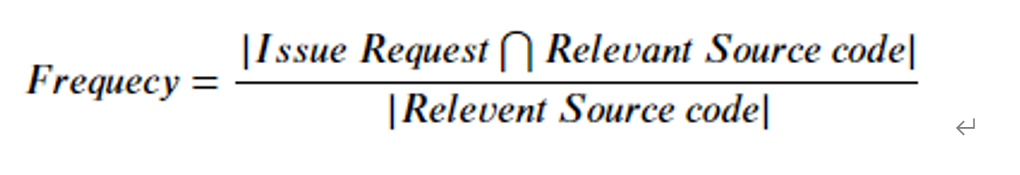 |Issue Request ⋂ Relevant Source code|
Frequecy =
|Relevent Source code|